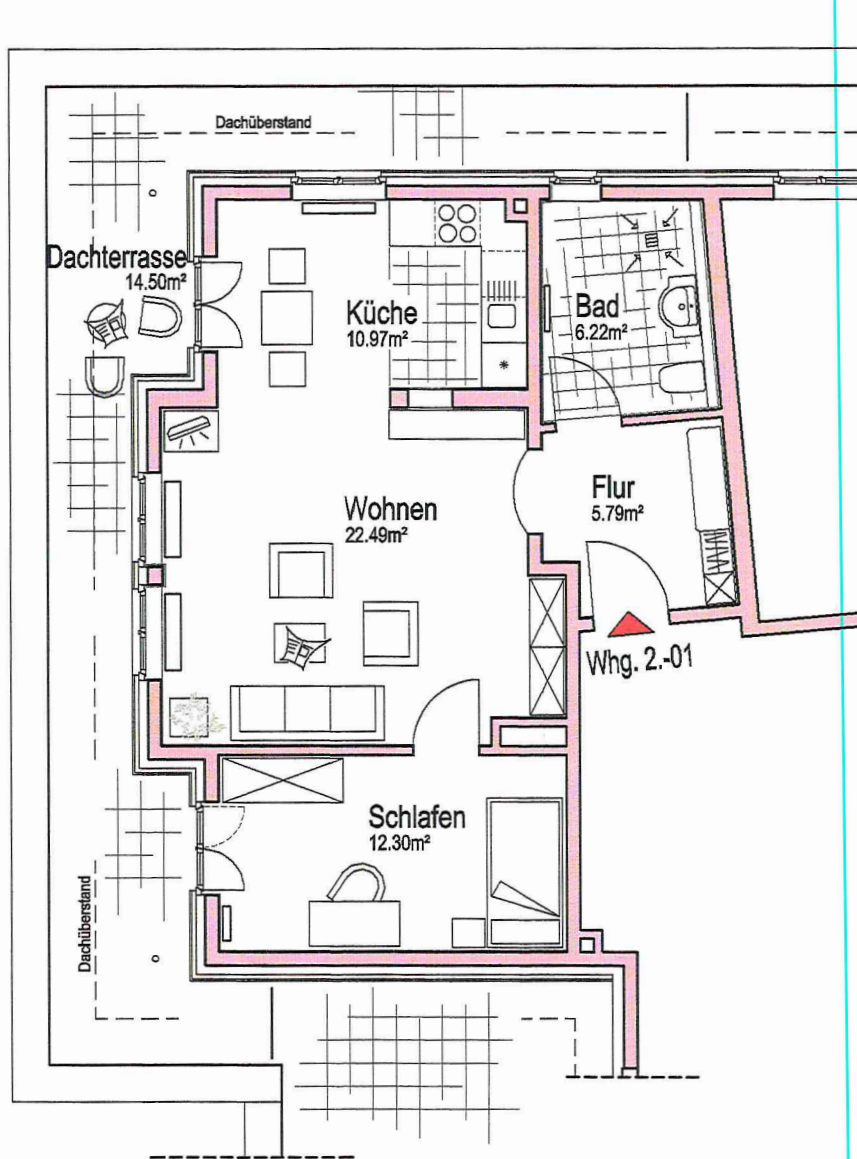 Dachüberstand
Dachterrasse
14.50m²
Küche
10.97m²
Bad
6.22m²
Wohnen
22.49m²
Flur
5.79m²
Whg. 2.-01
Schlafen
12.30m²
Dachüberstand